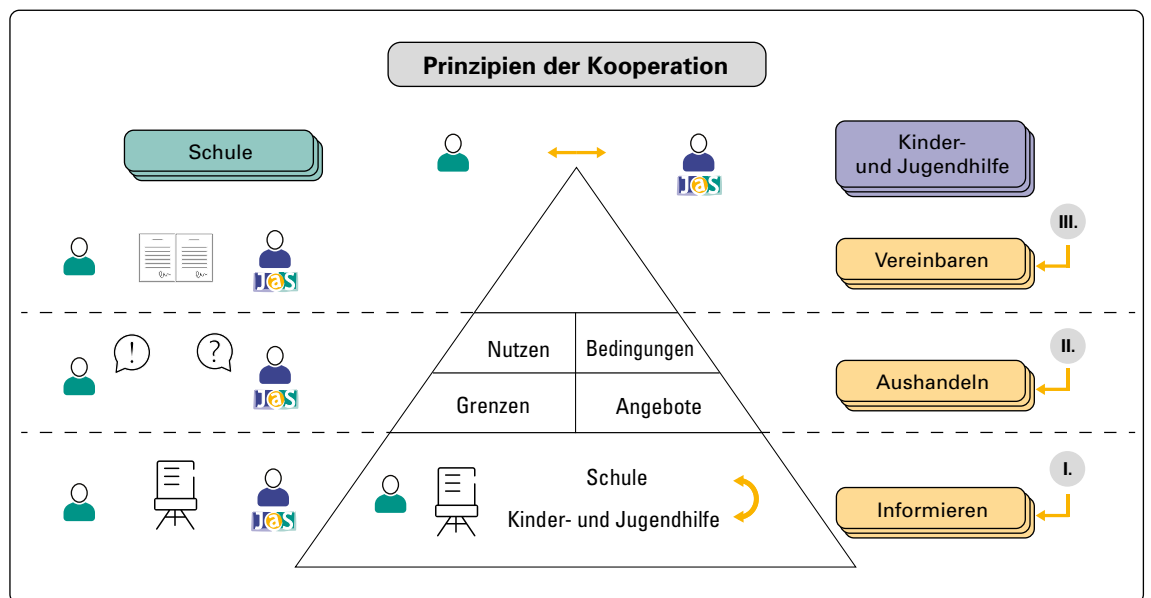 Prinzipien der Kooperation
Schule
Kinder-
und Jugendhilfe
JaS
III.
Vereinbaren
JaS
!
?
Nutzen
Bedingungen
II.
JaS
Aushandeln
Grenzen
Angebote
I.
JaS
Schule
Kinder- und Jugendhilfe
Informieren